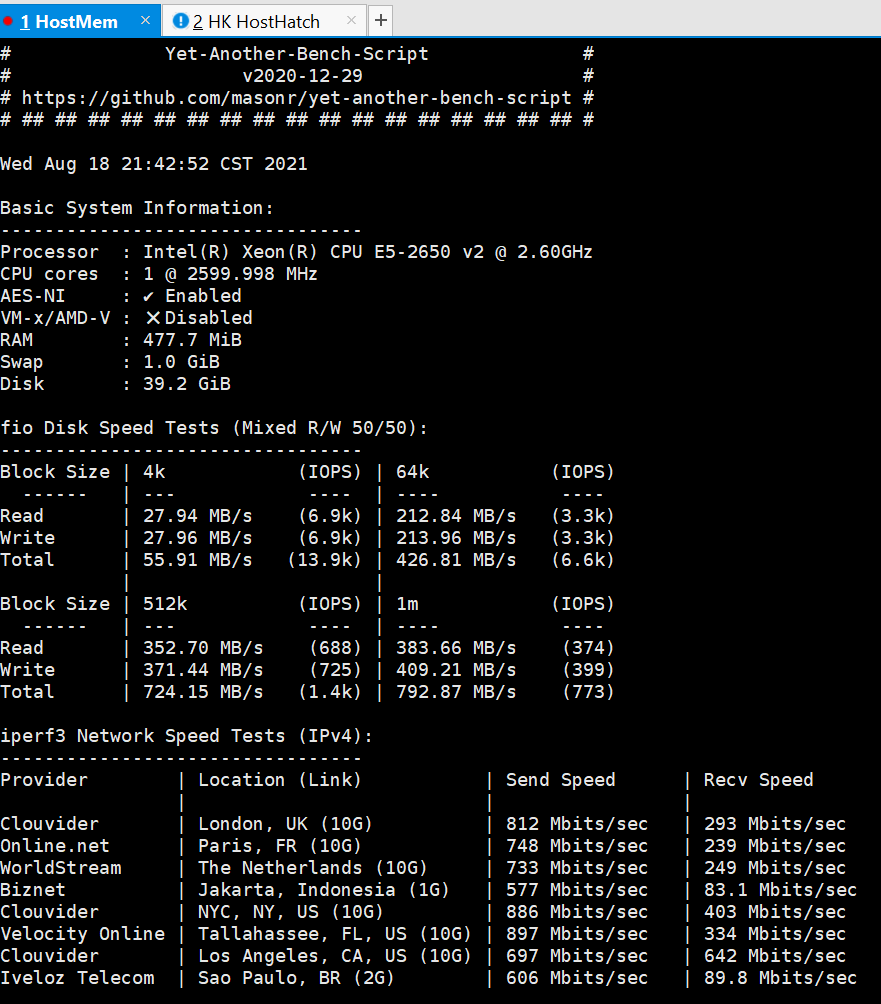 1 HostMem × 2 HK HostHatch × +
#              Yet-Another-Bench-Script              #
#                     v2020-12-29                    #
# https://github.com/masonr/yet-another-bench-script #
# ## ## ## ## ## ## ## ## ## ## ## ## ## ## ## ## ## #
Wed Aug 18 21:42:52 CST 2021
Basic System Information:
---------------------------------
Processor  : Intel(R) Xeon(R) CPU E5-2650 v2 @ 2.60GHz
CPU cores  : 1 @ 2599.998 MHz
AES-NI     : ✔ Enabled
VM-x/AMD-V : ❌ Disabled
RAM        : 477.7 MiB
Swap       : 1.0 GiB
Disk       : 39.2 GiB
fio Disk Speed Tests (Mixed R/W 50/50):
---------------------------------
Block Size | 4k            (IOPS) | 64k           (IOPS)
  ------   | ---            ----  | ----           ----
Read       | 27.94 MB/s    (6.9k) | 212.84 MB/s   (3.3k)
Write      | 27.96 MB/s    (6.9k) | 213.96 MB/s   (3.3k)
Total      | 55.91 MB/s   (13.9k) | 426.81 MB/s   (6.6k)
           |                      |
Block Size | 512k          (IOPS) | 1m            (IOPS)
  ------   | ---            ----  | ----           ----
Read       | 352.70 MB/s    (688) | 383.66 MB/s    (374)
Write      | 371.44 MB/s    (725) | 409.21 MB/s    (399)
Total      | 724.15 MB/s   (1.4k) | 792.87 MB/s    (773)
iperf3 Network Speed Tests (IPv4):
---------------------------------
Provider        | Location (Link)           | Send Speed      | Recv Speed
                |                           |                 |
Clouvider       | London, UK (10G)          | 812 Mbits/sec   | 293 Mbits/sec
Online.net      | Paris, FR (10G)           | 748 Mbits/sec   | 239 Mbits/sec
WorldStream     | The Netherlands (10G)     | 733 Mbits/sec   | 249 Mbits/sec
Biznet          | Jakarta, Indonesia (1G)   | 577 Mbits/sec   | 83.1 Mbits/sec
Clouvider       | NYC, NY, US (10G)         | 886 Mbits/sec   | 403 Mbits/sec
Velocity Online | Tallahassee, FL, US (10G) | 897 Mbits/sec   | 334 Mbits/sec
Clouvider       | Los Angeles, CA, US (10G) | 697 Mbits/sec   | 642 Mbits/sec
Iveloz Telecom  | Sao Paulo, BR (2G)        | 606 Mbits/sec   | 89.8 Mbits/sec